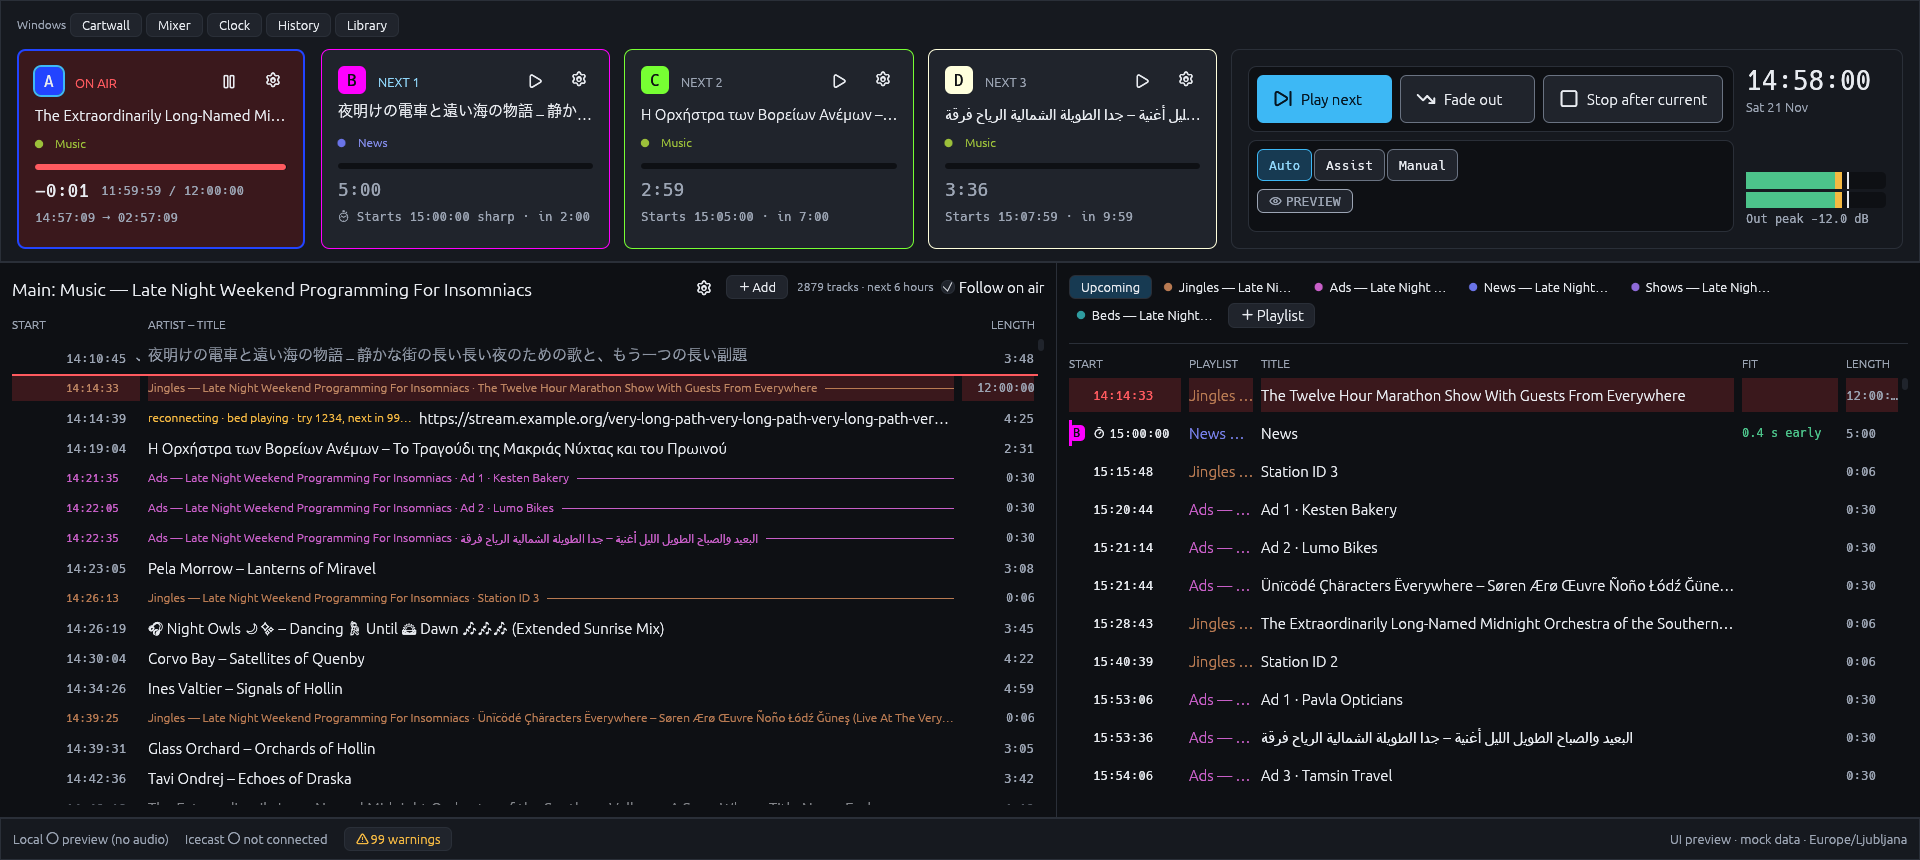 Windows Cartwall Mixer Clock History Library
A ON AIR
The Extraordinarily Long-Named Mi…
Music
−0:01 11:59:59 / 12:00:00
14:57:09 → 02:57:09
B NEXT 1
夜明けの電車と遠い海の物語 – 静か…
News
5:00
Starts 15:00:00 sharp · in 2:00
C NEXT 2
Η Ορχήστρα των Βορείων Ανέμων –…
Music
2:59
Starts 15:05:00 · in 7:00
D NEXT 3
فرقة الرياح الشمالية الطويلة جدا – أغنية الليل…
Music
3:36
Starts 15:07:59 · in 9:59
Play next
Fade out
Stop after current
Auto Assist Manual
PREVIEW
14:58:00
Sat 21 Nov
Out peak -12.0 dB
Main: Music — Late Night Weekend Programming For Insomniacs
+ Add
2879 tracks · next 6 hours
Follow on air
START ARTIST – TITLE LENGTH
14:10:45 夜明けの電車と遠い海の物語 – 静かな街の長い長い夜のための歌と、もう一つの長い副題 3:48
14:14:33 Jingles — Late Night Weekend Programming For Insomniacs · The Twelve Hour Marathon Show With Guests From Everywhere 12:00:00
14:14:39 reconnecting · bed playing · try 1234, next in 99… https://stream.example.org/very-long-path-very-long-path-very-long-path-ver… 4:25
14:19:04 Η Ορχήστρα των Βορείων Ανέμων – Το Τραγούδι της Μακριάς Νύχτας και του Πρωινού 2:31
14:21:35 Ads — Late Night Weekend Programming For Insomniacs · Ad 1 · Kesten Bakery 0:30
14:22:05 Ads — Late Night Weekend Programming For Insomniacs · Ad 2 · Lumo Bikes 0:30
14:22:35 Ads — Late Night Weekend Programming For Insomniacs · فرقة الرياح الشمالية الطويلة جدا – أغنية الليل الطويل والصباح البعيد 0:30
14:23:05 Pela Morrow – Lanterns of Miravel 3:08
14:26:13 Jingles — Late Night Weekend Programming For Insomniacs · Station ID 3 0:06
14:26:19 🎧 Night Owls 🌙✨ – Dancing 💃 Until 🌅 Dawn 🎶🎶🎶 (Extended Sunrise Mix) 3:45
14:30:04 Corvo Bay – Satellites of Quenby 4:22
14:34:26 Ines Valtier – Signals of Hollin 4:59
14:39:25 Jingles — Late Night Weekend Programming For Insomniacs · Ünïcödé Çhäracters Ëverywhere – Søren Ærø Œuvre Ñoño Łódź Ğüneş (Live At The Very… 0:06
14:39:31 Glass Orchard – Orchards of Hollin 3:05
14:42:36 Tavi Ondrej – Echoes of Draska 3:42
Upcoming
Jingles — Late Ni…
Ads — Late Night …
News — Late Night…
Shows — Late Nigh…
Beds — Late Night…
+ Playlist
START PLAYLIST TITLE FIT LENGTH
14:14:33 Jingles … The Twelve Hour Marathon Show With Guests From Everywhere 12:00:…
B 15:00:00 News … News 0.4 s early 5:00
15:15:48 Jingles … Station ID 3 0:06
15:20:44 Ads — … Ad 1 · Kesten Bakery 0:30
15:21:14 Ads — … Ad 2 · Lumo Bikes 0:30
15:21:44 Ads — … Ünïcödé Çhäracters Ëverywhere – Søren Ærø Œuvre Ñoño Łódź Ğüne… 0:30
15:28:43 Jingles … The Extraordinarily Long-Named Midnight Orchestra of the Southern… 0:06
15:40:39 Jingles … Station ID 2 0:06
15:53:06 Ads — … Ad 1 · Pavla Opticians 0:30
15:53:36 Ads — … فرقة الرياح الشمالية الطويلة جدا – أغنية الليل الطويل والصباح البعيد 0:30
15:54:06 Ads — … Ad 3 · Tamsin Travel 0:30
Local preview (no audio) Icecast not connected 99 warnings
UI preview · mock data · Europe/Ljubljana